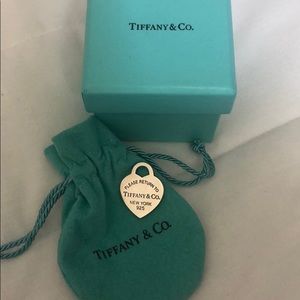 TIFFANY & CO.
PLEASE RETURN TO
TIFFANY & CO.
NEW YORK
925
TIFFANY & CO.